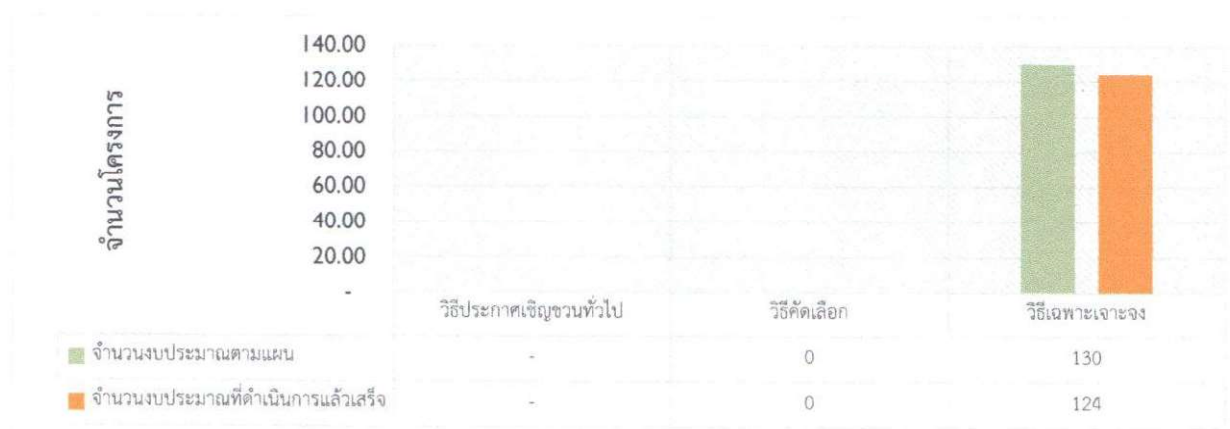 จำนวนโครงการ
140.00
120.00
100.00
80.00
60.00
40.00
20.00
-
วิธีประกาศเชิญชวนทั่วไป วิธีคัดเลือก วิธีเฉพาะเจาะจง
จำนวนงบประมาณตามแผน - 0 130
จำนวนงบประมาณที่ดำเนินการแล้วเสร็จ - 0 124